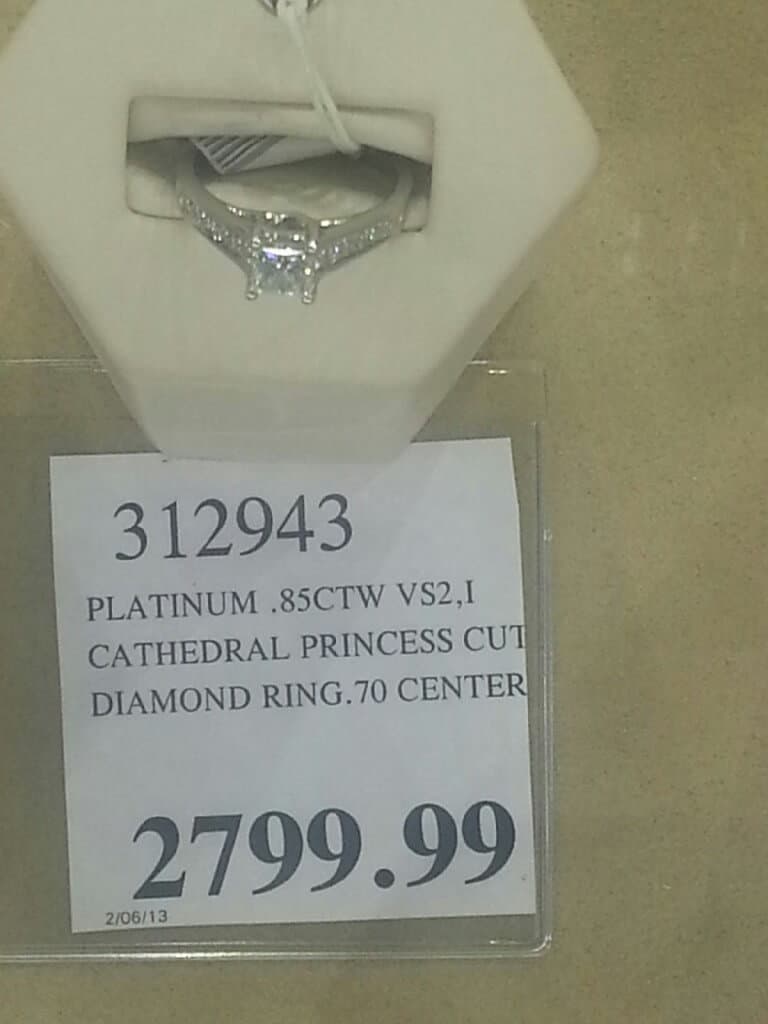 312943
PLATINUM .85CTW VS2,I
CATHEDRAL PRINCESS CUT
DIAMOND RING.70 CENTER
2799.99
2/06/13